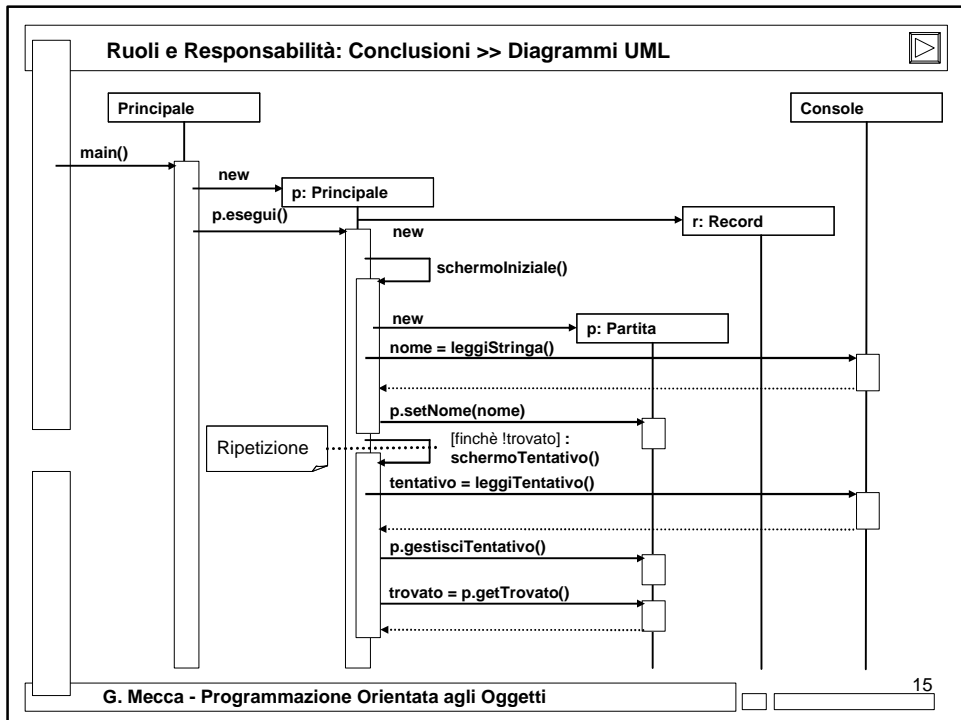 Ruoli e Responsabilità: Conclusioni >> Diagrammi UML
Principale
Console
main()
new
p: Principale
p.esegui()
r: Record
new
schermoIniziale()
new
p: Partita
nome = leggiStringa()
p.setNome(nome)
Ripetizione
[finchè !trovato] :
schermoTentativo()
tentativo = leggiTentativo()
p.gestisciTentativo()
trovato = p.getTrovato()
G. Mecca - Programmazione Orientata agli Oggetti
15